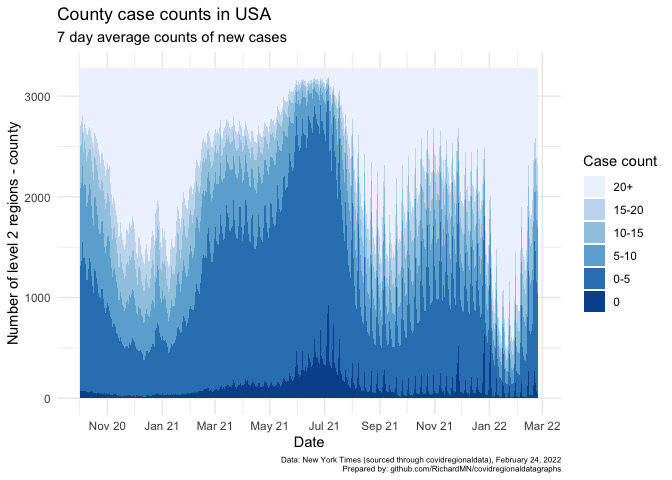 County case counts in USA
7 day average counts of new cases
Number of level 2 regions - county
3000
2000
1000
0
Nov 20
Jan 21
Mar 21
May 21
Jul 21
Sep 21
Nov 21
Jan 22
Mar 22
Date
Case count
20+
15-20
10-15
5-10
0-5
0
Data: New York Times (sourced through covidregionaldata), February 24, 2022
Prepared by: github.com/RichardMN/covidregionaldatagraphs